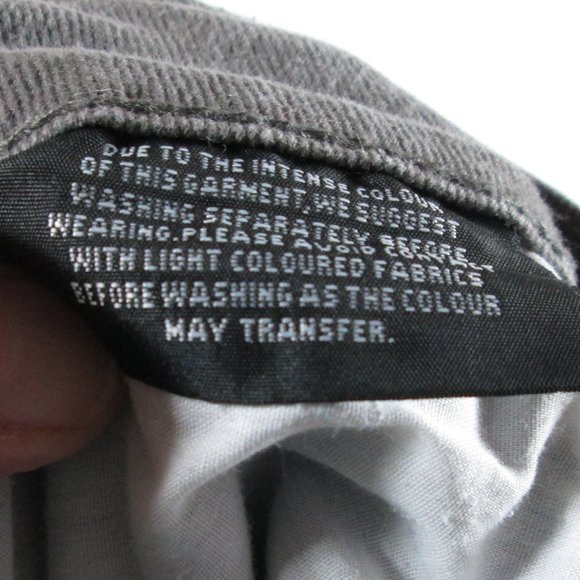 DUE TO THE INTENSE COLOUR
OF THIS GARMENT, WE SUGGEST
WASHING SEPARATELY BEFORE
WEARING. PLEASE AVOID CONTACT
WITH LIGHT COLOURED FABRICS
BEFORE WASHING AS THE COLOUR
MAY TRANSFER.